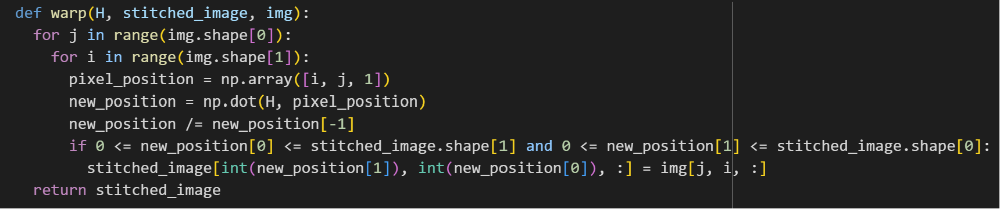 def warp(H, stitched_image, img):
  for j in range(img.shape[0]):
    for i in range(img.shape[1]):
      pixel_position = np.array([i, j, 1])
      new_position = np.dot(H, pixel_position)
      new_position /= new_position[-1]
      if 0 <= new_position[0] <= stitched_image.shape[1] and 0 <= new_position[1] <= stitched_image.shape[0]:
        stitched_image[int(new_position[1]), int(new_position[0]), :] = img[j, i, :]
  return stitched_image